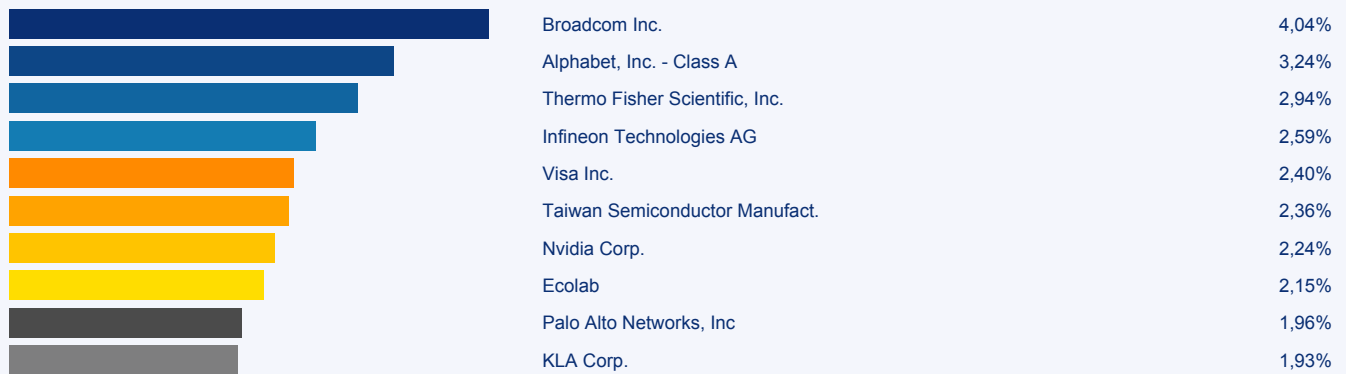 Broadcom Inc. 4,04%
Alphabet, Inc. - Class A 3,24%
Thermo Fisher Scientific, Inc. 2,94%
Infineon Technologies AG 2,59%
Visa Inc. 2,40%
Taiwan Semiconductor Manufact. 2,36%
Nvidia Corp. 2,24%
Ecolab 2,15%
Palo Alto Networks, Inc 1,96%
KLA Corp. 1,93%